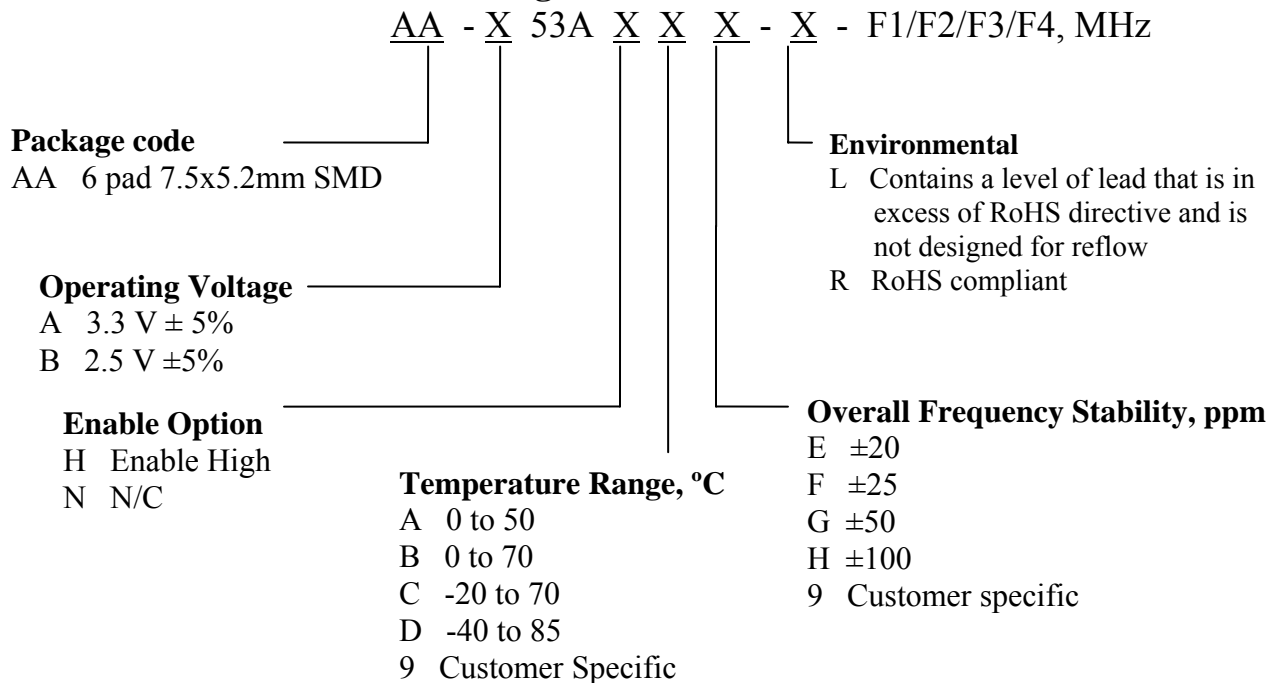 AA - X 53A X X X - X - F1/F2/F3/F4, MHz
Package code
AA 6 pad 7.5x5.2mm SMD
Environmental
L Contains a level of lead that is in
excess of RoHS directive and is
not designed for reflow
R RoHS compliant
Operating Voltage
A 3.3 V ± 5%
B 2.5 V ±5%
Enable Option
H Enable High
N N/C
Temperature Range, ºC
A 0 to 50
B 0 to 70
C -20 to 70
D -40 to 85
9 Customer Specific
Overall Frequency Stability, ppm
E ±20
F ±25
G ±50
H ±100
9 Customer specific